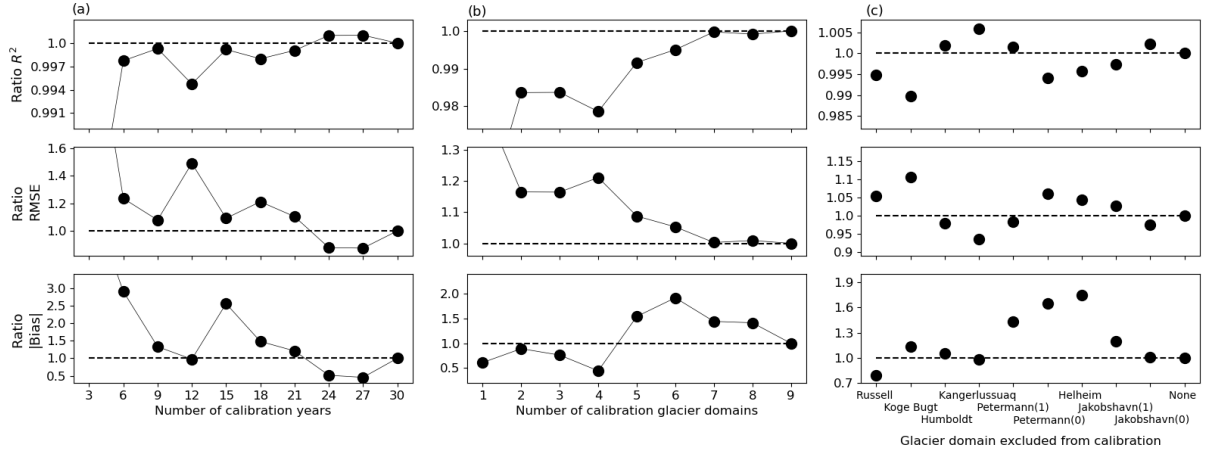 (a)
Ratio R²
1.0
0.997
0.994
0.991
Ratio
RMSE
1.6
1.4
1.2
1.0
Ratio
|Bias|
3.0
2.5
2.0
1.5
1.0
0.5
3 6 9 12 15 18 21 24 27 30
Number of calibration years
(b)
1.00
0.99
0.98
1.3
1.2
1.1
1.0
2.0
1.5
1.0
0.5
1 2 3 4 5 6 7 8 9
Number of calibration glacier domains
(c)
1.005
1.0
0.995
0.99
0.985
1.15
1.1
1.05
1.0
0.95
0.9
1.9
1.6
1.3
1.0
0.7
Russell Kangerlussuaq Helheim None
Koge Bugt Petermann(1) Jakobshavn(1)
Humboldt Petermann(0) Jakobshavn(0)
Glacier domain excluded from calibration